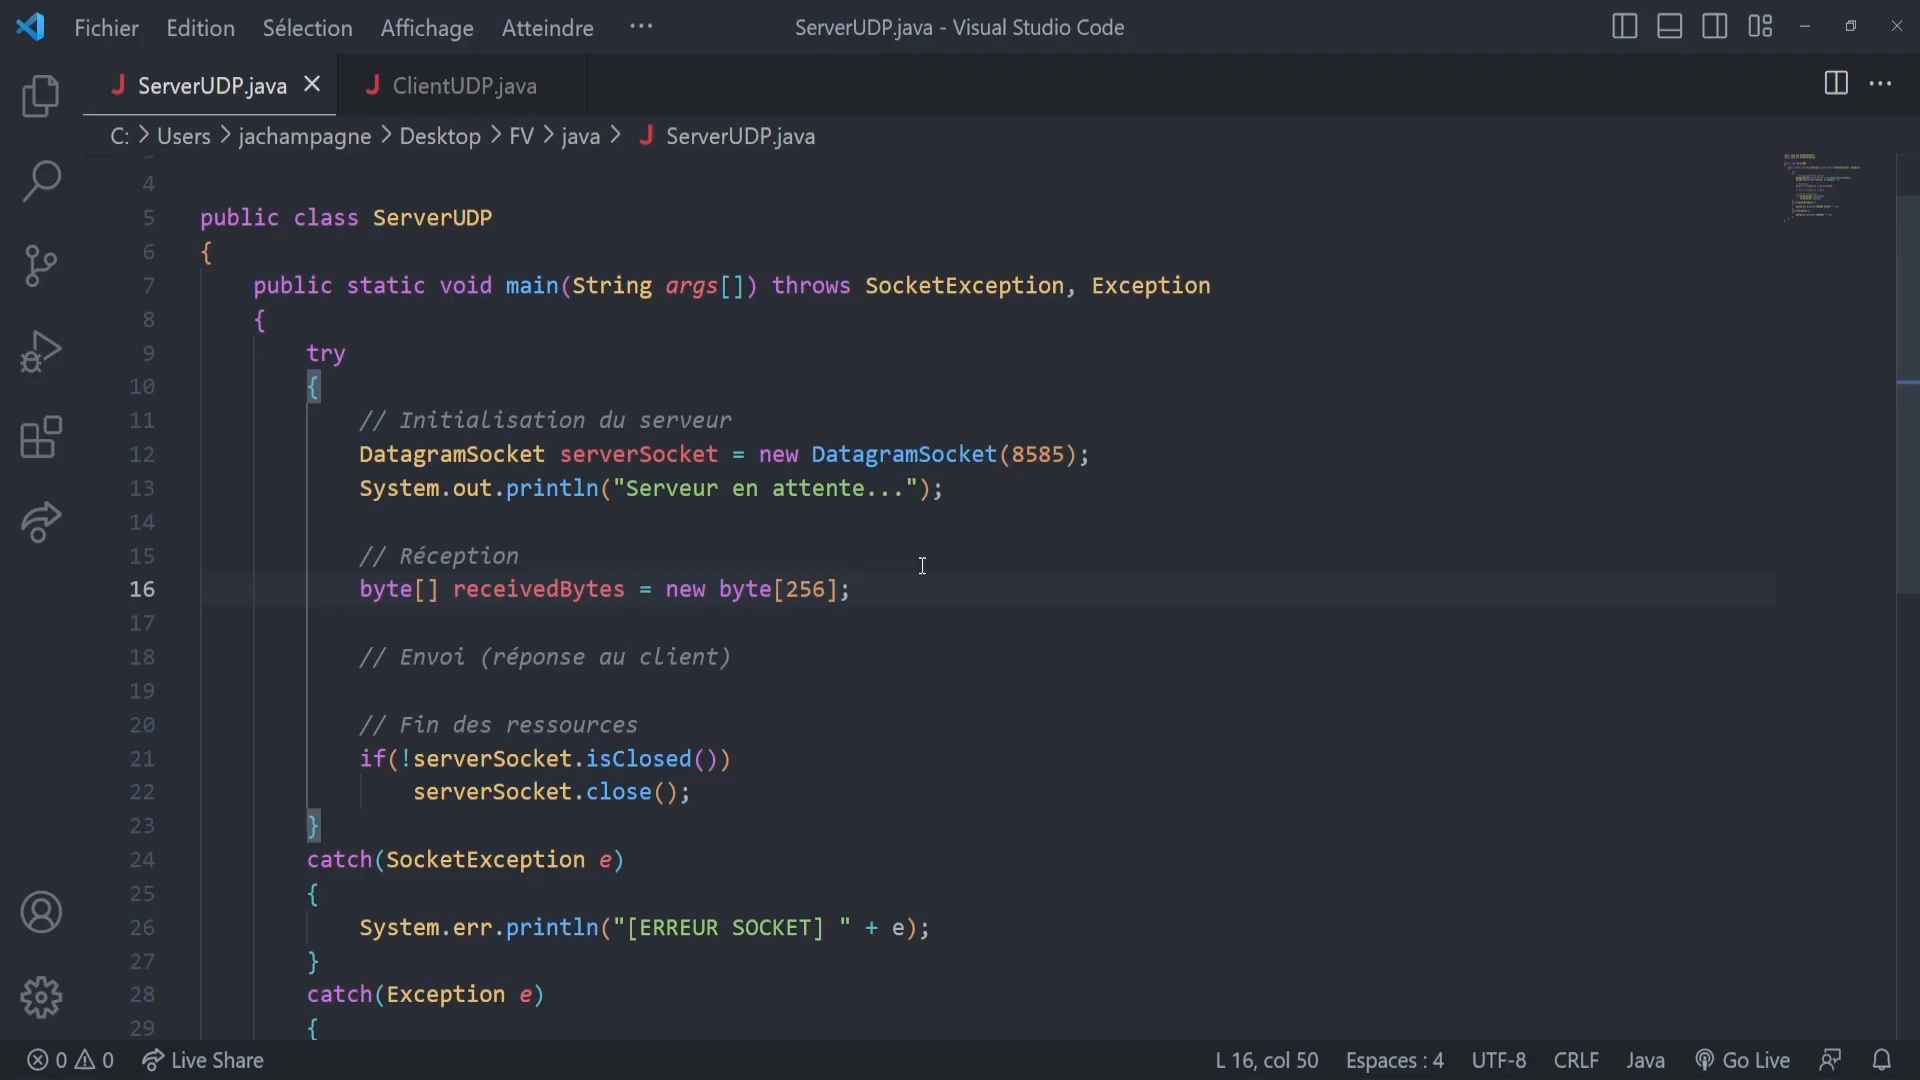 Fichier Edition Sélection Affichage Atteindre ··· ServerUDP.java - Visual Studio Code
J ServerUDP.java J ClientUDP.java
C: > Users > jachampagne > Desktop > FV > java > J ServerUDP.java
4
5 public class ServerUDP
6 {
7 public static void main(String args[]) throws SocketException, Exception
8 {
9 try
10 {
11 // Initialisation du serveur
12 DatagramSocket serverSocket = new DatagramSocket(8585);
13 System.out.println("Serveur en attente...");
14
15 // Réception
16 byte[] receivedBytes = new byte[256];
17
18 // Envoi (réponse au client)
19
20 // Fin des ressources
21 if(!serverSocket.isClosed())
22 serverSocket.close();
23 }
24 catch(SocketException e)
25 {
26 System.err.println("[ERREUR SOCKET] " + e);
27 }
28 catch(Exception e)
29 {
0 0 Live Share L 16, col 50 Espaces : 4 UTF-8 CRLF Java Go Live